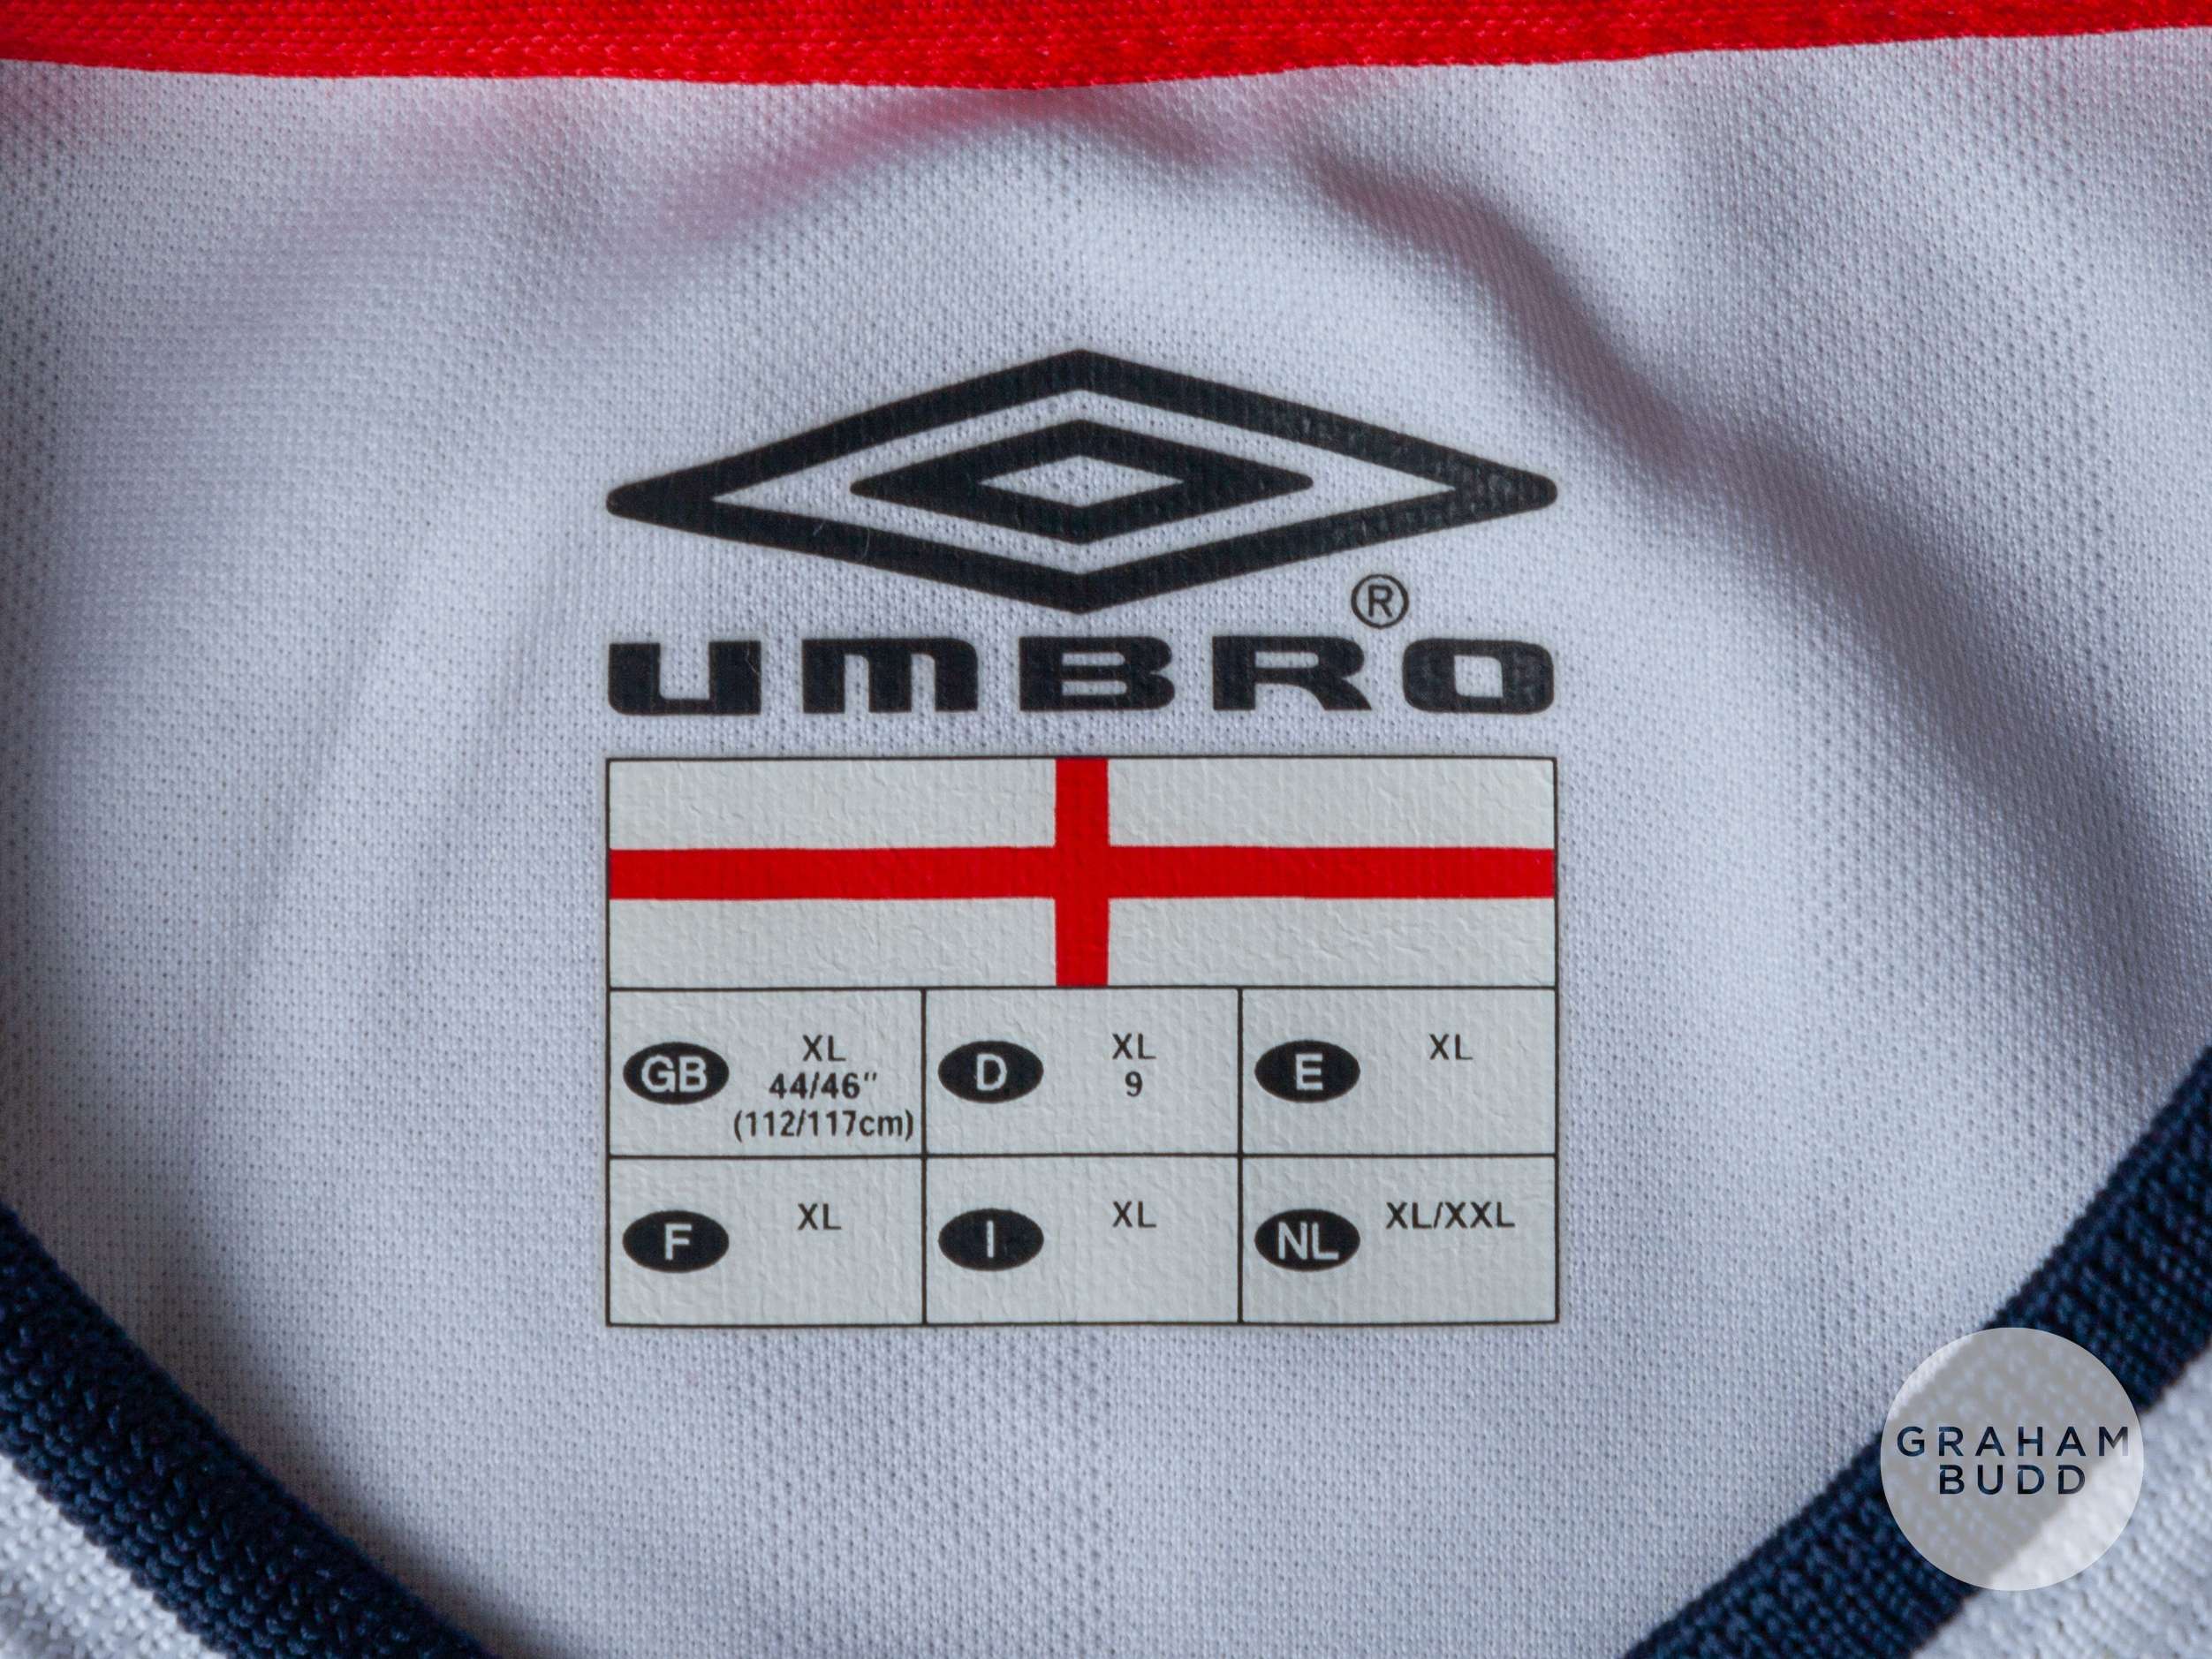 ®
UMBRO
GB XL
44/46"
(112/117cm)
D XL
9
E XL
F XL
I XL
NL XL/XXL
GRAHAM
BUDD